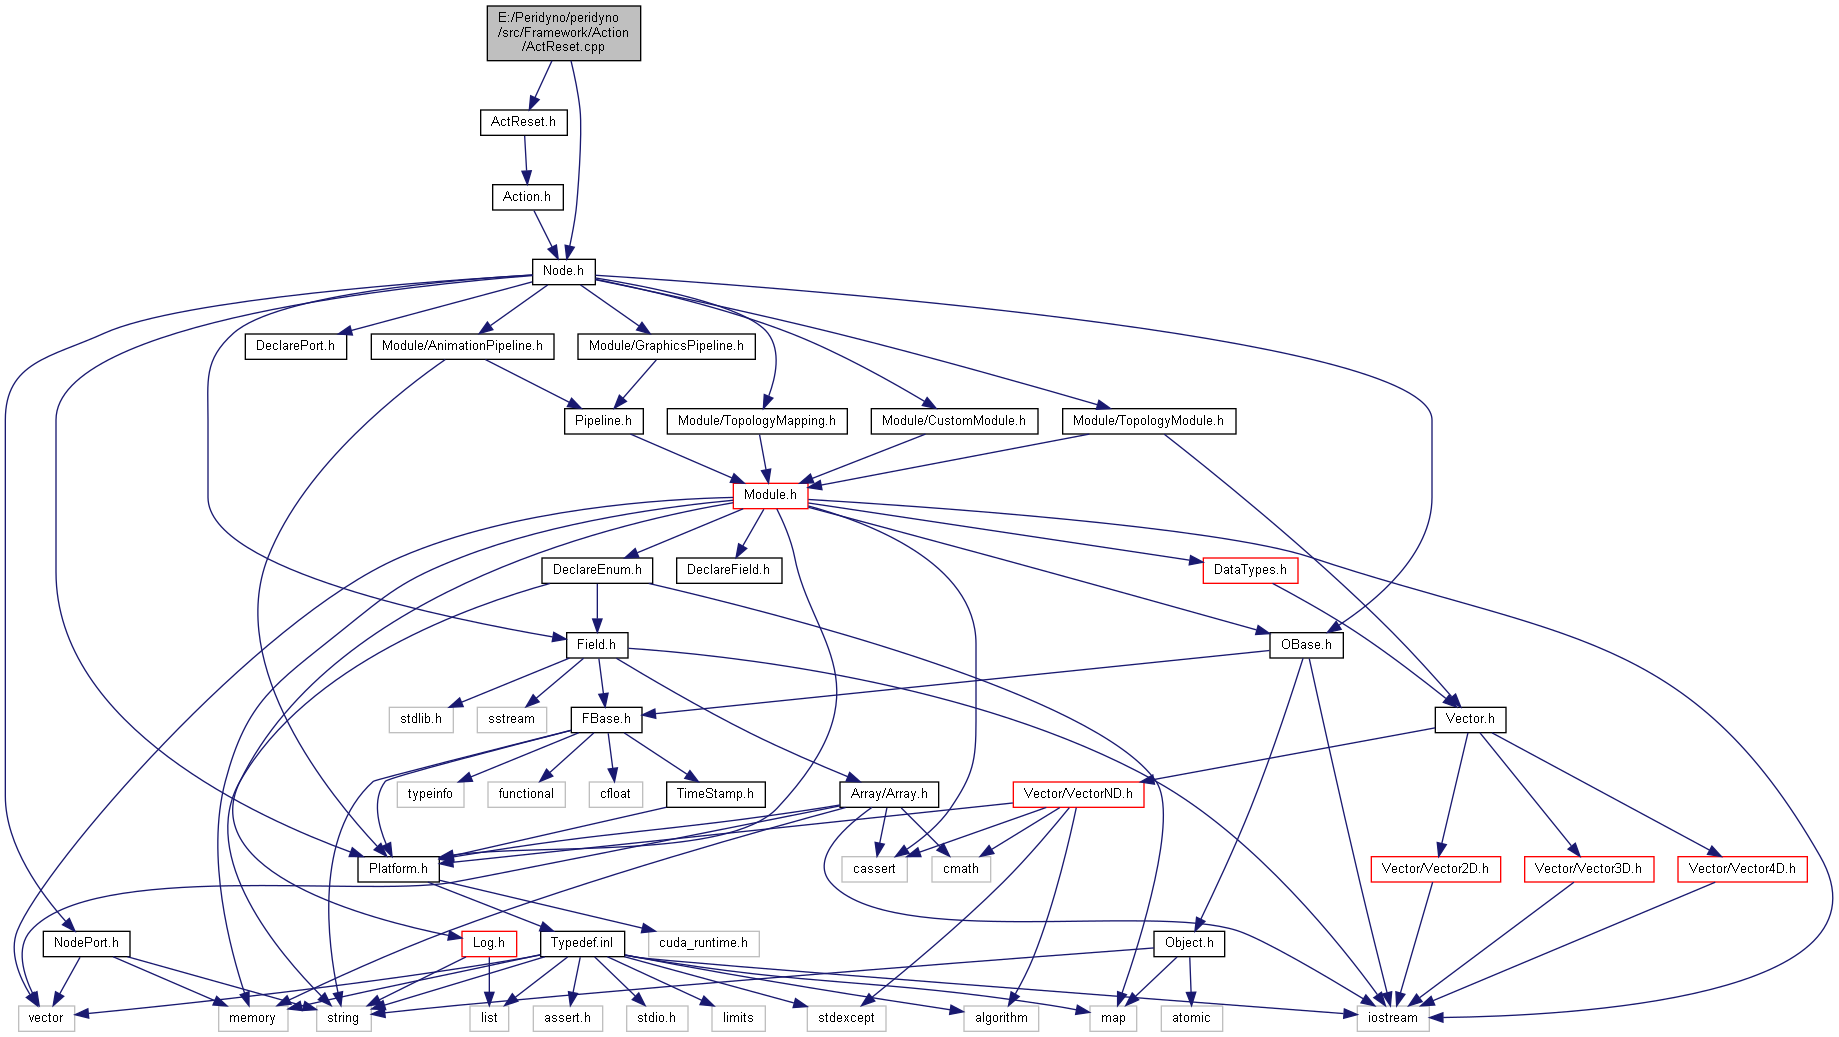 E:/Peridyno/peridyno
/src/Framework/Action
/ActReset.cpp
ActReset.h
Action.h
Node.h
DeclarePort.h
Module/AnimationPipeline.h
Module/GraphicsPipeline.h
Pipeline.h
Module/TopologyMapping.h
Module/CustomModule.h
Module/TopologyModule.h
Module.h
DeclareEnum.h
DeclareField.h
DataTypes.h
Field.h
OBase.h
stdlib.h
sstream
FBase.h
Vector.h
typeinfo
functional
cfloat
TimeStamp.h
Array/Array.h
Vector/VectorND.h
Platform.h
cassert
cmath
Vector/Vector2D.h
Vector/Vector3D.h
Vector/Vector4D.h
NodePort.h
Log.h
Typedef.inl
cuda_runtime.h
Object.h
vector
memory
string
list
assert.h
stdio.h
limits
stdexcept
algorithm
map
atomic
iostream